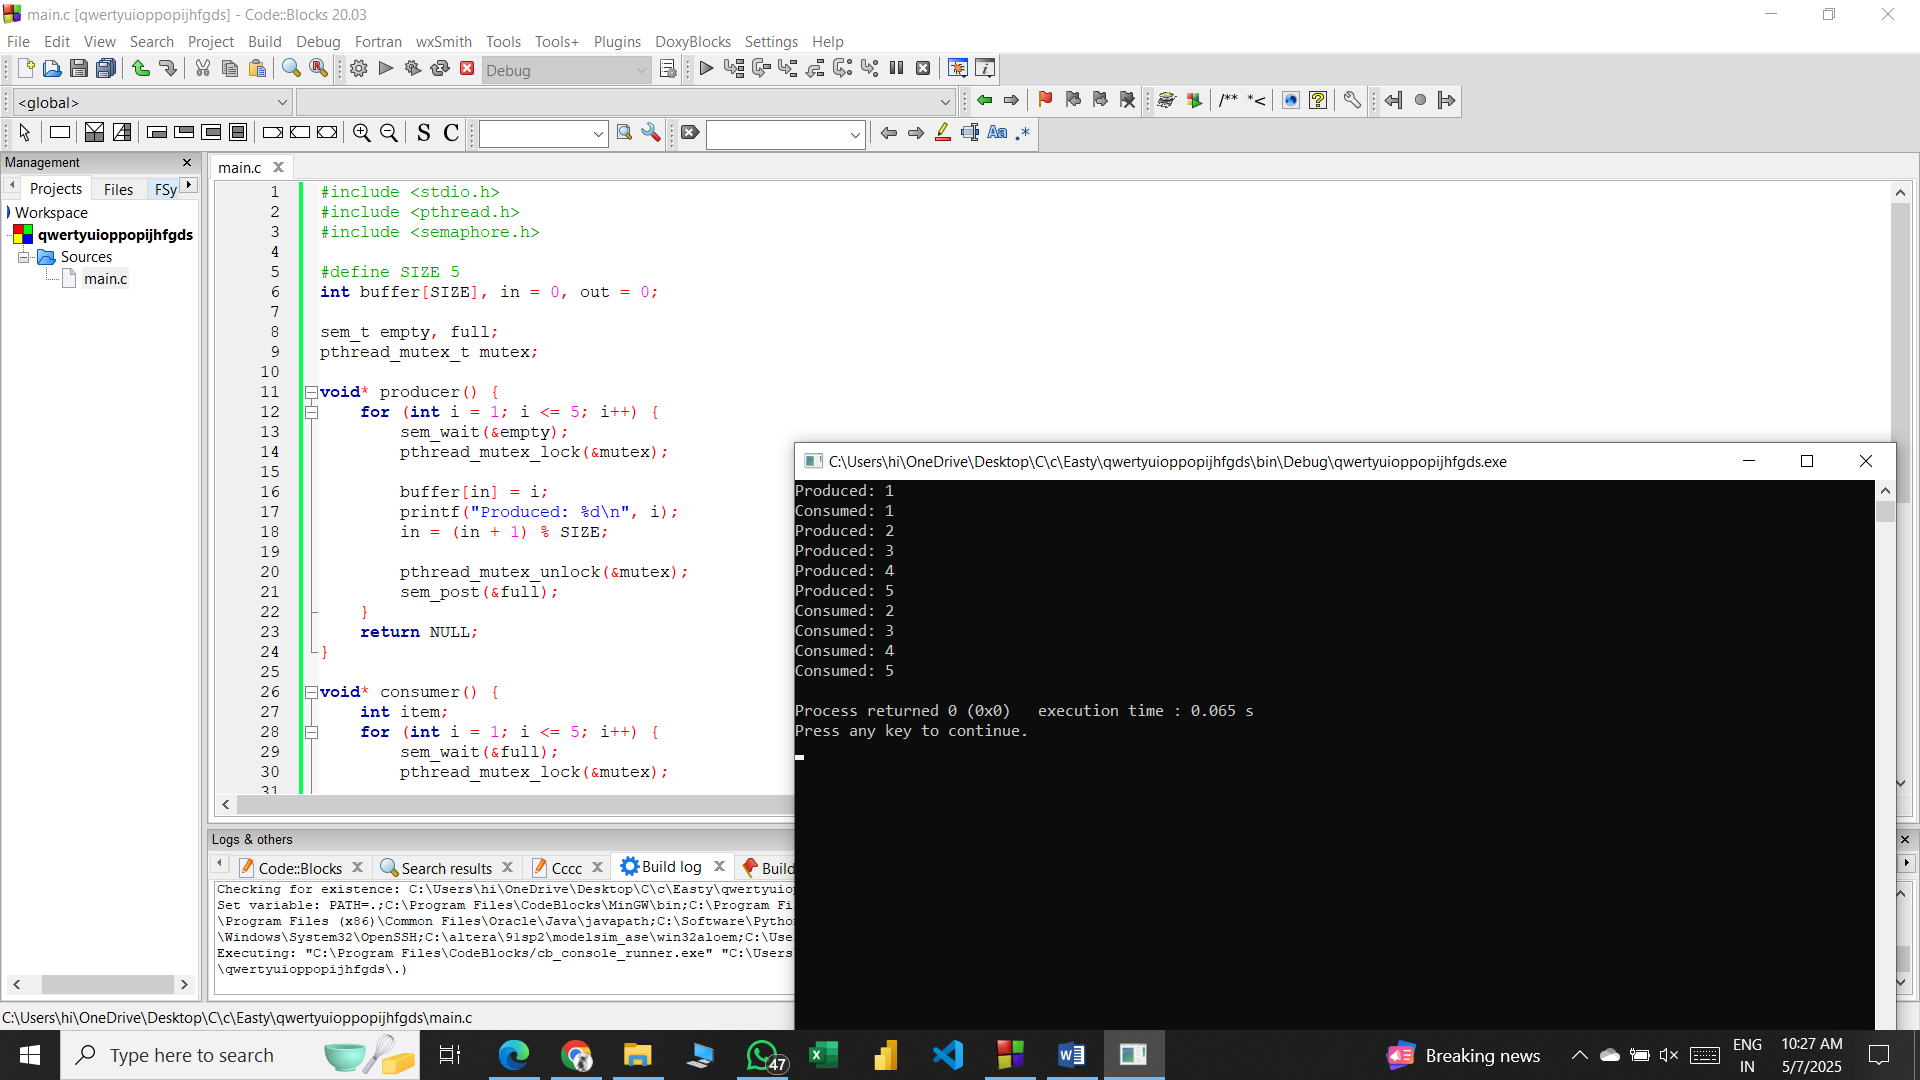 main.c [qwertyuioppopijhfgds] - Code::Blocks 20.03
File Edit View Search Project Build Debug Fortran wxSmith Tools Tools+ Plugins DoxyBlocks Settings Help
Debug
<global>
/** *<
S C
Aa .*
Management
Projects Files FSy
Workspace
qwertyuioppopijhfgds
Sources
main.c
main.c
1 #include <stdio.h>
2 #include <pthread.h>
3 #include <semaphore.h>
4
5 #define SIZE 5
6 int buffer[SIZE], in = 0, out = 0;
7
8 sem_t empty, full;
9 pthread_mutex_t mutex;
10
11 void* producer() {
12 for (int i = 1; i <= 5; i++) {
13 sem_wait(&empty);
14 pthread_mutex_lock(&mutex);
15
16 buffer[in] = i;
17 printf("Produced: %d\n", i);
18 in = (in + 1) % SIZE;
19
20 pthread_mutex_unlock(&mutex);
21 sem_post(&full);
22 }
23 return NULL;
24 }
25
26 void* consumer() {
27 int item;
28 for (int i = 1; i <= 5; i++) {
29 sem_wait(&full);
30 pthread_mutex_lock(&mutex);
31
C:\Users\hi\OneDrive\Desktop\C\c\Easty\qwertyuioppopijhfgds\bin\Debug\qwertyuioppopijhfgds.exe
Produced: 1
Consumed: 1
Produced: 2
Produced: 3
Produced: 4
Produced: 5
Consumed: 2
Consumed: 3
Consumed: 4
Consumed: 5
Process returned 0 (0x0) execution time : 0.065 s
Press any key to continue.
Logs & others
Code::Blocks Search results Cccc Build log Build
Checking for existence: C:\Users\hi\OneDrive\Desktop\C\c\Easty\qwertyuiop
Set variable: PATH=.;C:\Program Files\CodeBlocks\MinGW\bin;C:\Program Fi
\Program Files (x86)\Common Files\Oracle\Java\javapath;C:\Software\Pytho
\Windows\System32\OpenSSH;C:\altera\91sp2\modelsim_ase\win32aloem;C:\Use
Executing: "C:\Program Files\CodeBlocks/cb_console_runner.exe" "C:\Users
\qwertyuioppopijhfgds\.)
C:\Users\hi\OneDrive\Desktop\C\c\Easty\qwertyuioppopijhfgds\main.c
Type here to search
47
Breaking news
ENG
IN
10:27 AM
5/7/2025